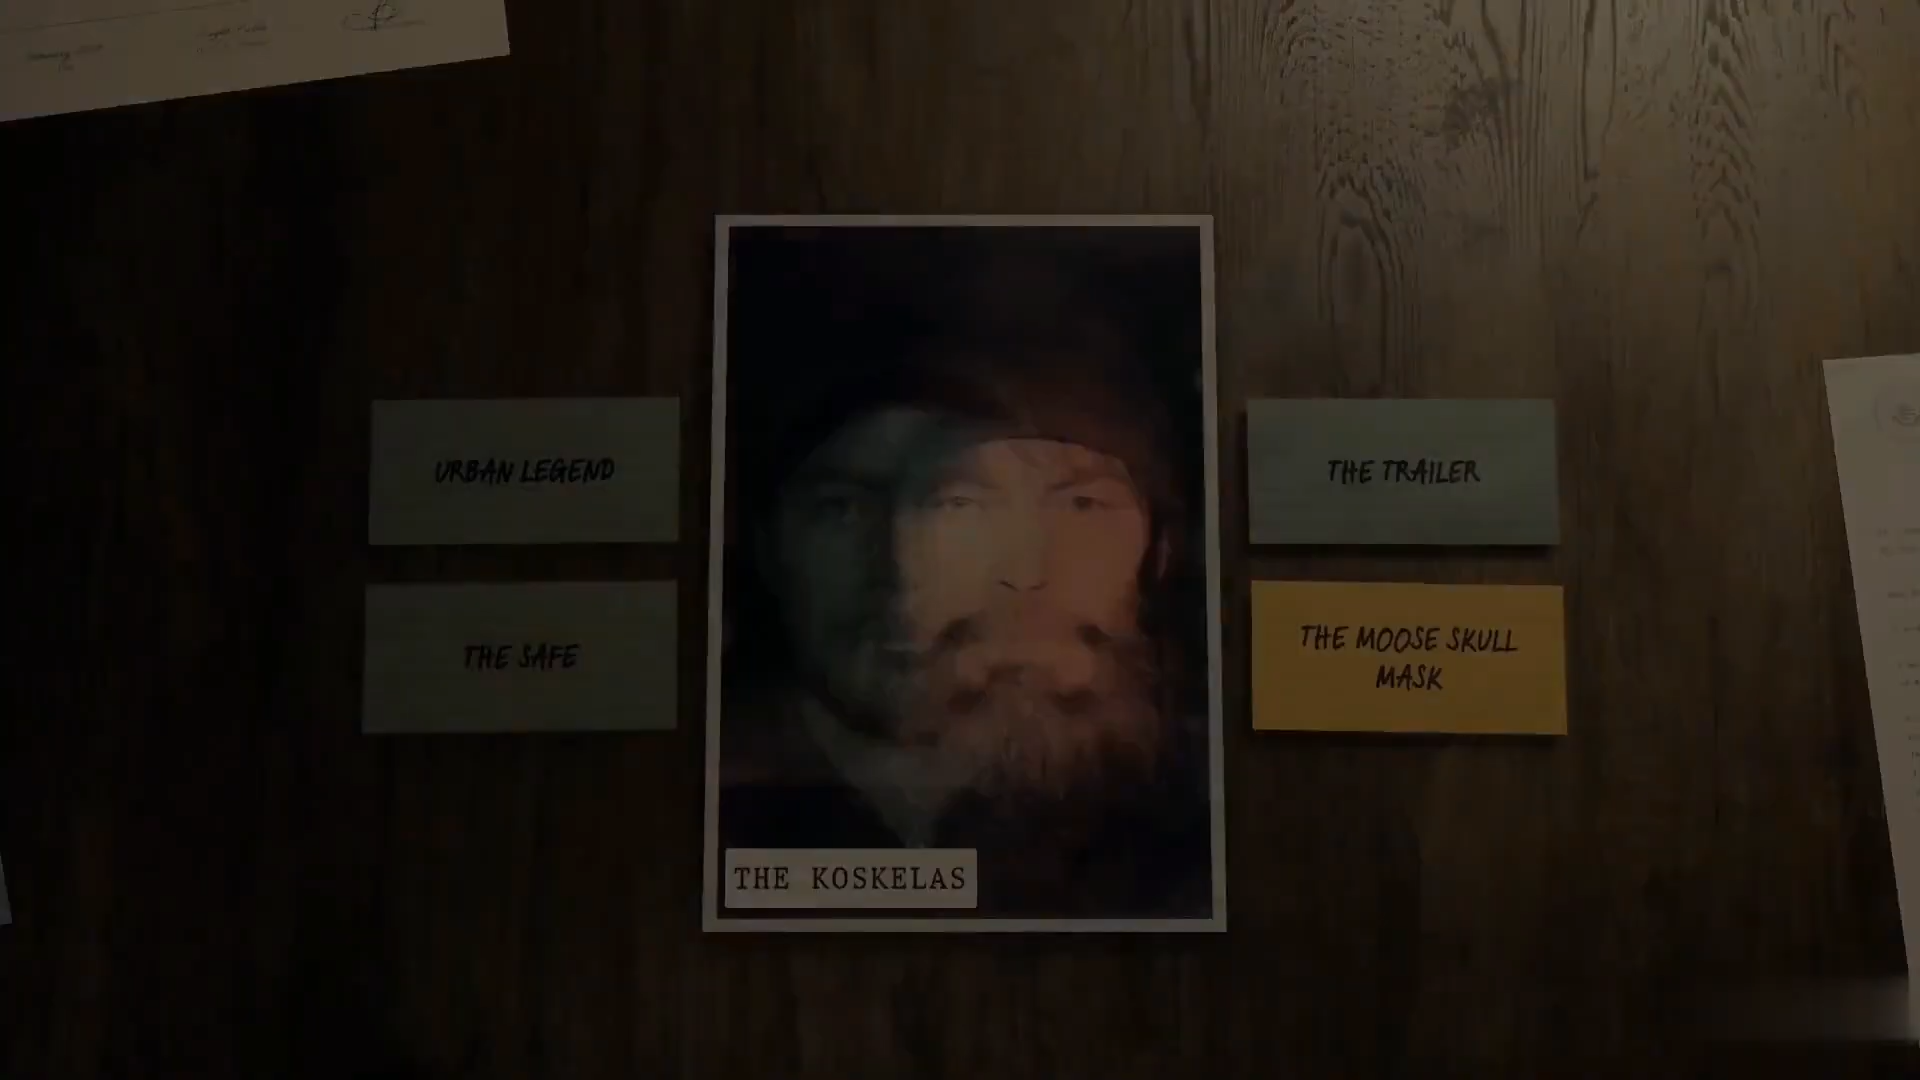 URBAN LEGEND
THE SAFE
THE KOSKELAS
THE TRAILER
THE MOOSE SKULL
MASK